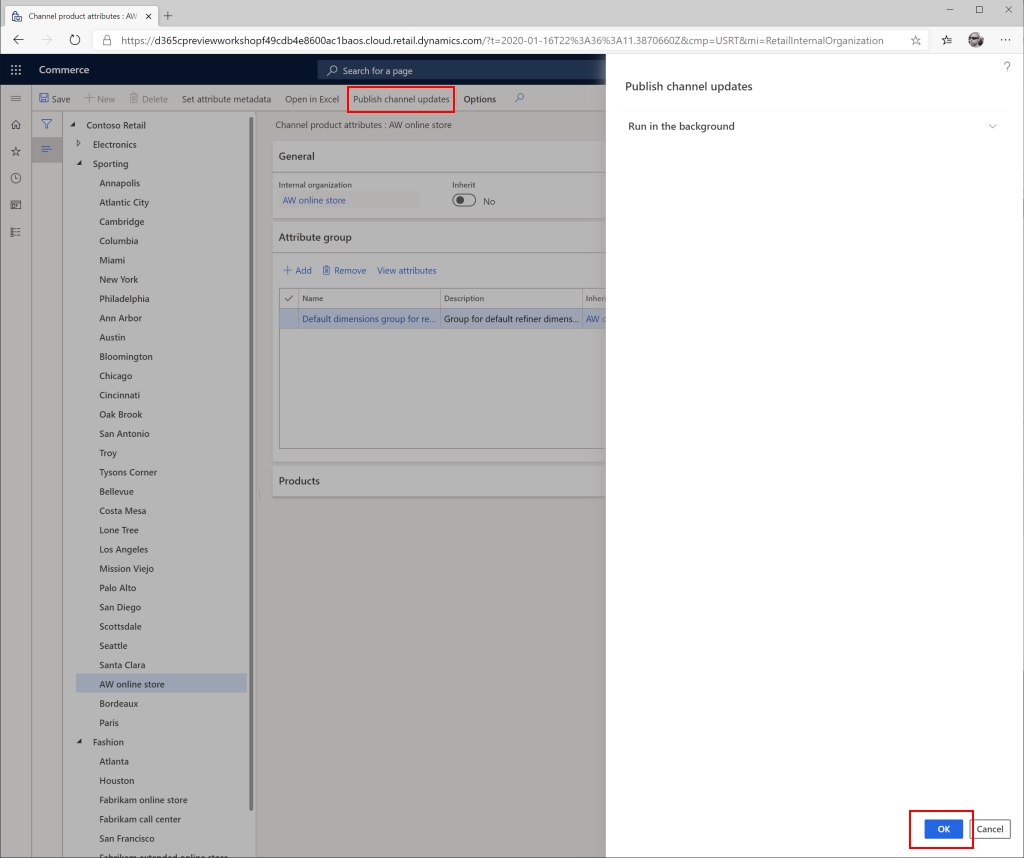 Channel product attributes : AW
https://d365cpreviewworkshopf49cdb4e8600ac1baos.cloud.retail.dynamics.com/?t=2020-01-16T22%3A36%3A11.3870660Z&cmp=USRT&mi=RetailInternalOrganization
Commerce
Search for a page
Save
New
Delete
Set attribute metadata
Open in Excel
Publish channel updates
Options
Contoso Retail
Electronics
Sporting
Annapolis
Atlantic City
Cambridge
Columbia
Miami
New York
Philadelphia
Ann Arbor
Austin
Bloomington
Chicago
Cincinnati
Oak Brook
San Antonio
Troy
Tysons Corner
Bellevue
Costa Mesa
Lone Tree
Los Angeles
Mission Viejo
Palo Alto
San Diego
Scottsdale
Seattle
Santa Clara
AW online store
Bordeaux
Paris
Fashion
Atlanta
Houston
Fabrikam online store
Fabrikam call center
San Francisco
Fabrikam extended online store
Channel product attributes : AW online store
General
Internal organization
AW online store
Inherit
No
Attribute group
Add
Remove
View attributes
Name
Description
Inheri
Default dimensions group for re...
Group for default refiner dimens...
AW o
Products
?
Publish channel updates
Run in the background
OK
Cancel